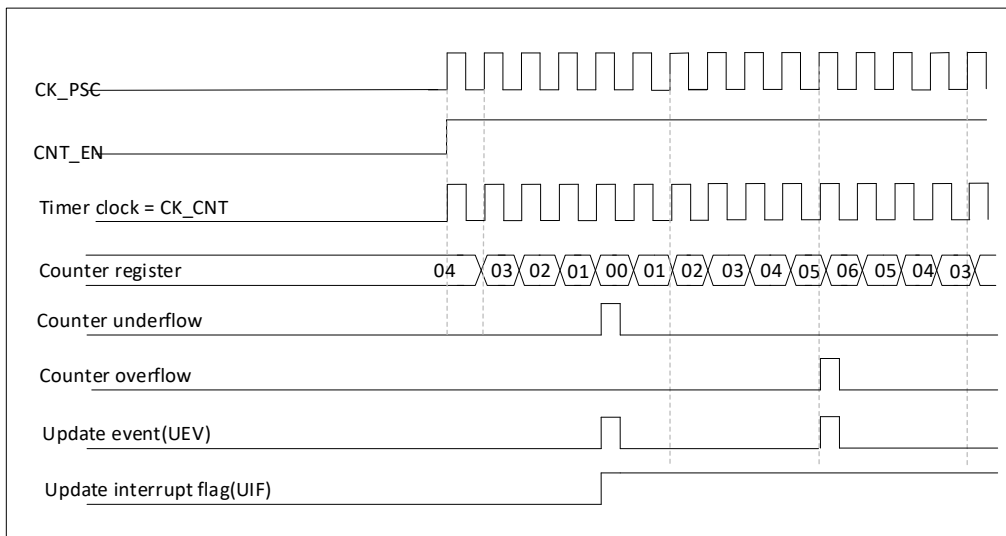 CK_PSC
CNT_EN
Timer clock = CK_CNT
Counter register 04 03 02 01 00 01 02 03 04 05 06 05 04 03
Counter underflow
Counter overflow
Update event(UEV)
Update interrupt flag(UIF)